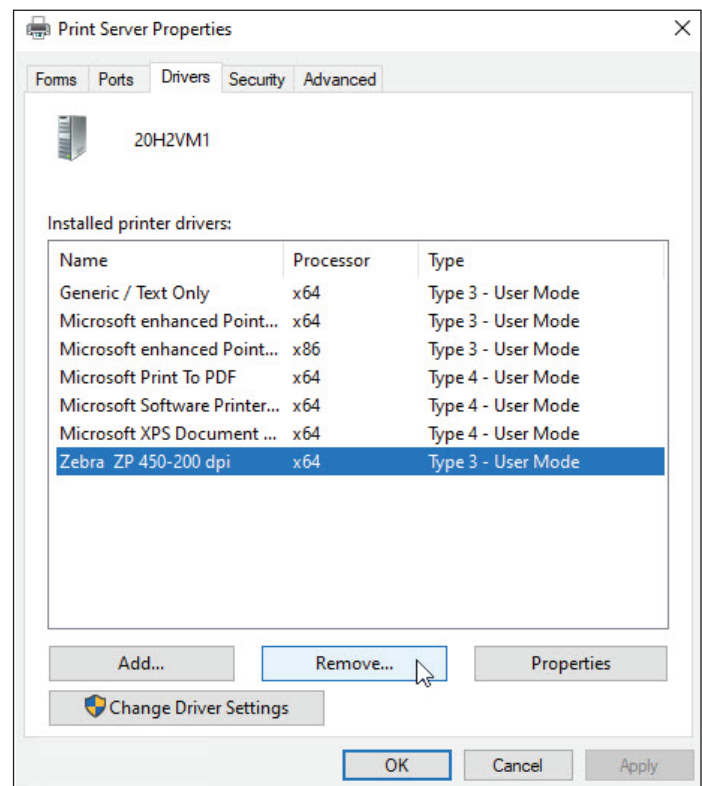 Print Server Properties
Forms Ports Drivers Security Advanced
20H2VM1
Installed printer drivers:
Name Processor Type
Generic / Text Only x64 Type 3 - User Mode
Microsoft enhanced Point... x64 Type 3 - User Mode
Microsoft enhanced Point... x86 Type 3 - User Mode
Microsoft Print To PDF x64 Type 4 - User Mode
Microsoft Software Printer... x64 Type 4 - User Mode
Microsoft XPS Document ... x64 Type 4 - User Mode
Zebra  ZP 450-200 dpi x64 Type 3 - User Mode
Add... Remove... Properties
Change Driver Settings
OK Cancel Apply